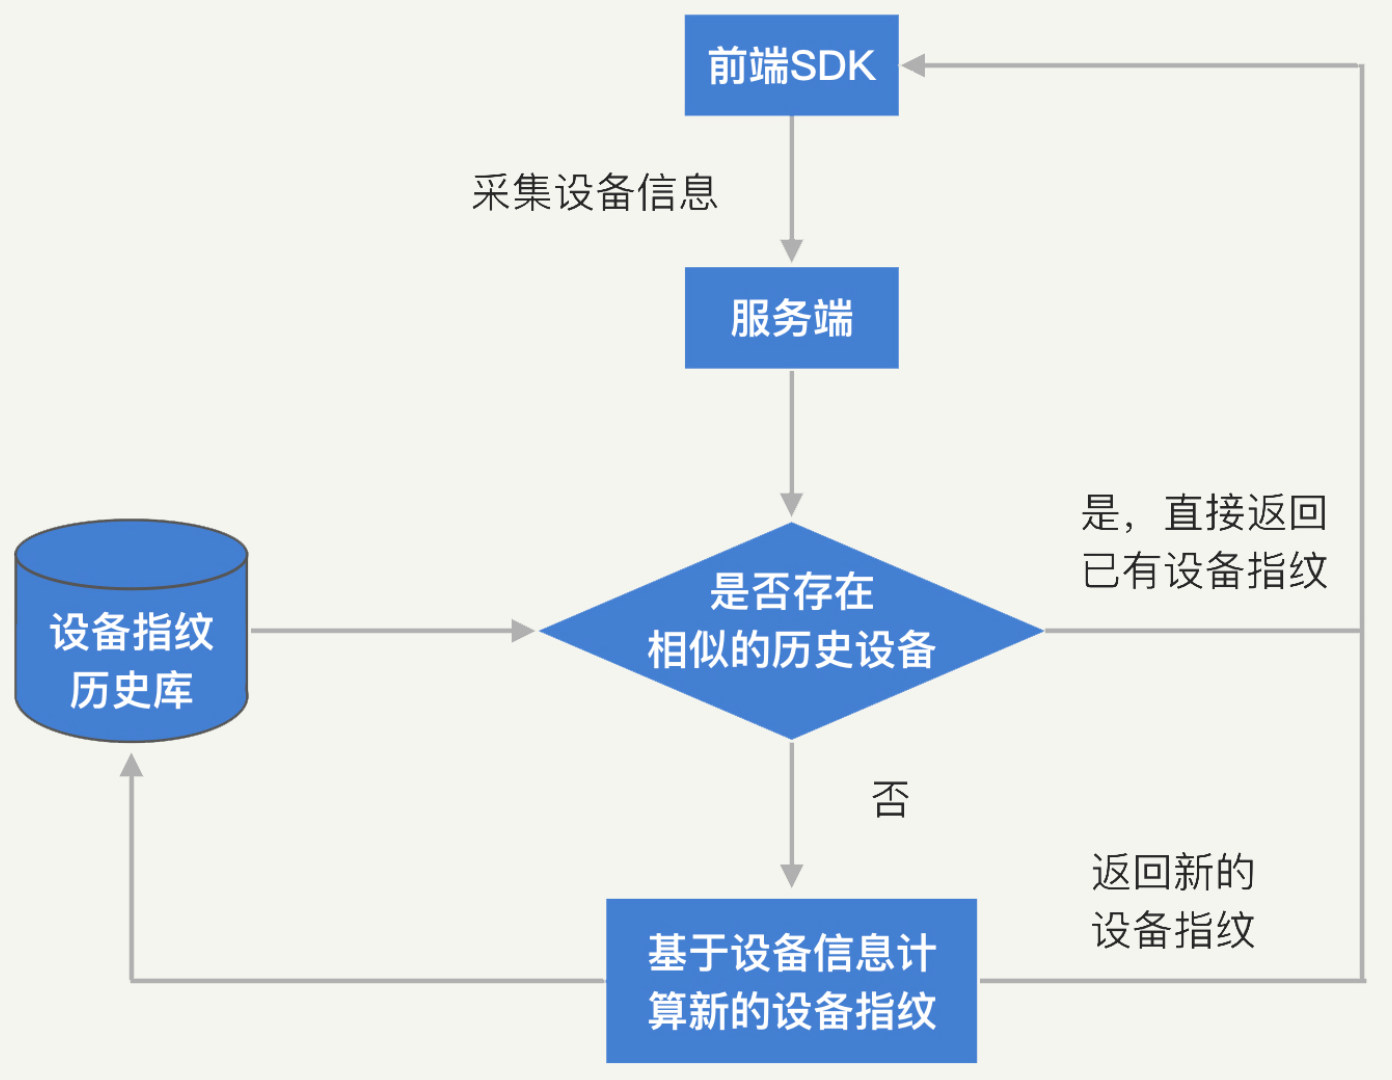 前端SDK
采集设备信息
服务端
是，直接返回
已有设备指纹
是否存在
相似的历史设备
设备指纹
历史库
否
返回新的
设备指纹
基于设备信息计
算新的设备指纹